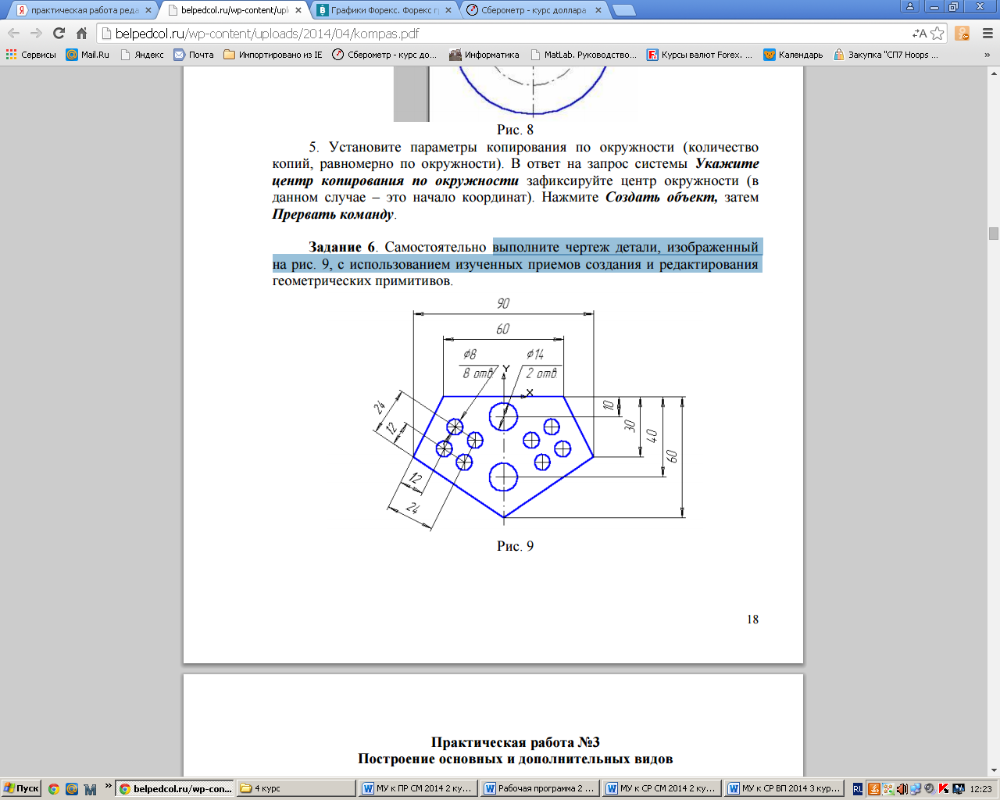 практическая работа реда
belpedcol.ru/wp-content/upl
Графики Форекс. Форекс г
Сберометр - курс доллара
belpedcol.ru/wp-content/uploads/2014/04/kompas.pdf
Сервисы
Mail.Ru
Яндекс
Почта
Импортировано из IE
Сберометр - курс до...
Информатика
MatLab. Руководство...
Курсы валют Forex. ...
Календарь
Закупка "СП7 Hoops ...
»
Рис. 8
5. Установите параметры копирования по окружности (количество
копий, равномерно по окружности). В ответ на запрос системы Укажите
центр копирования по окружности зафиксируйте центр окружности (в
данном случае – это начало координат). Нажмите Создать объект, затем
Прервать команду.
Задание 6. Самостоятельно выполните чертеж детали, изображенный
на рис. 9, с использованием изученных приемов создания и редактирования
геометрических примитивов.
90
60
ϕ8
8 отв
ϕ14
2 отв
Y
X
24
12
12
24
10
30
40
60
Рис. 9
18
Практическая работа №3
Построение основных и дополнительных видов
Пуск
»
belpedcol.ru/wp-con...
4 курс
МУ к ПР СМ 2014 2 ку...
Рабочая программа 2 ...
МУ к СР СМ 2014 2 ку...
МУ к СР ВП 2014 3 кур...
RU
12:23